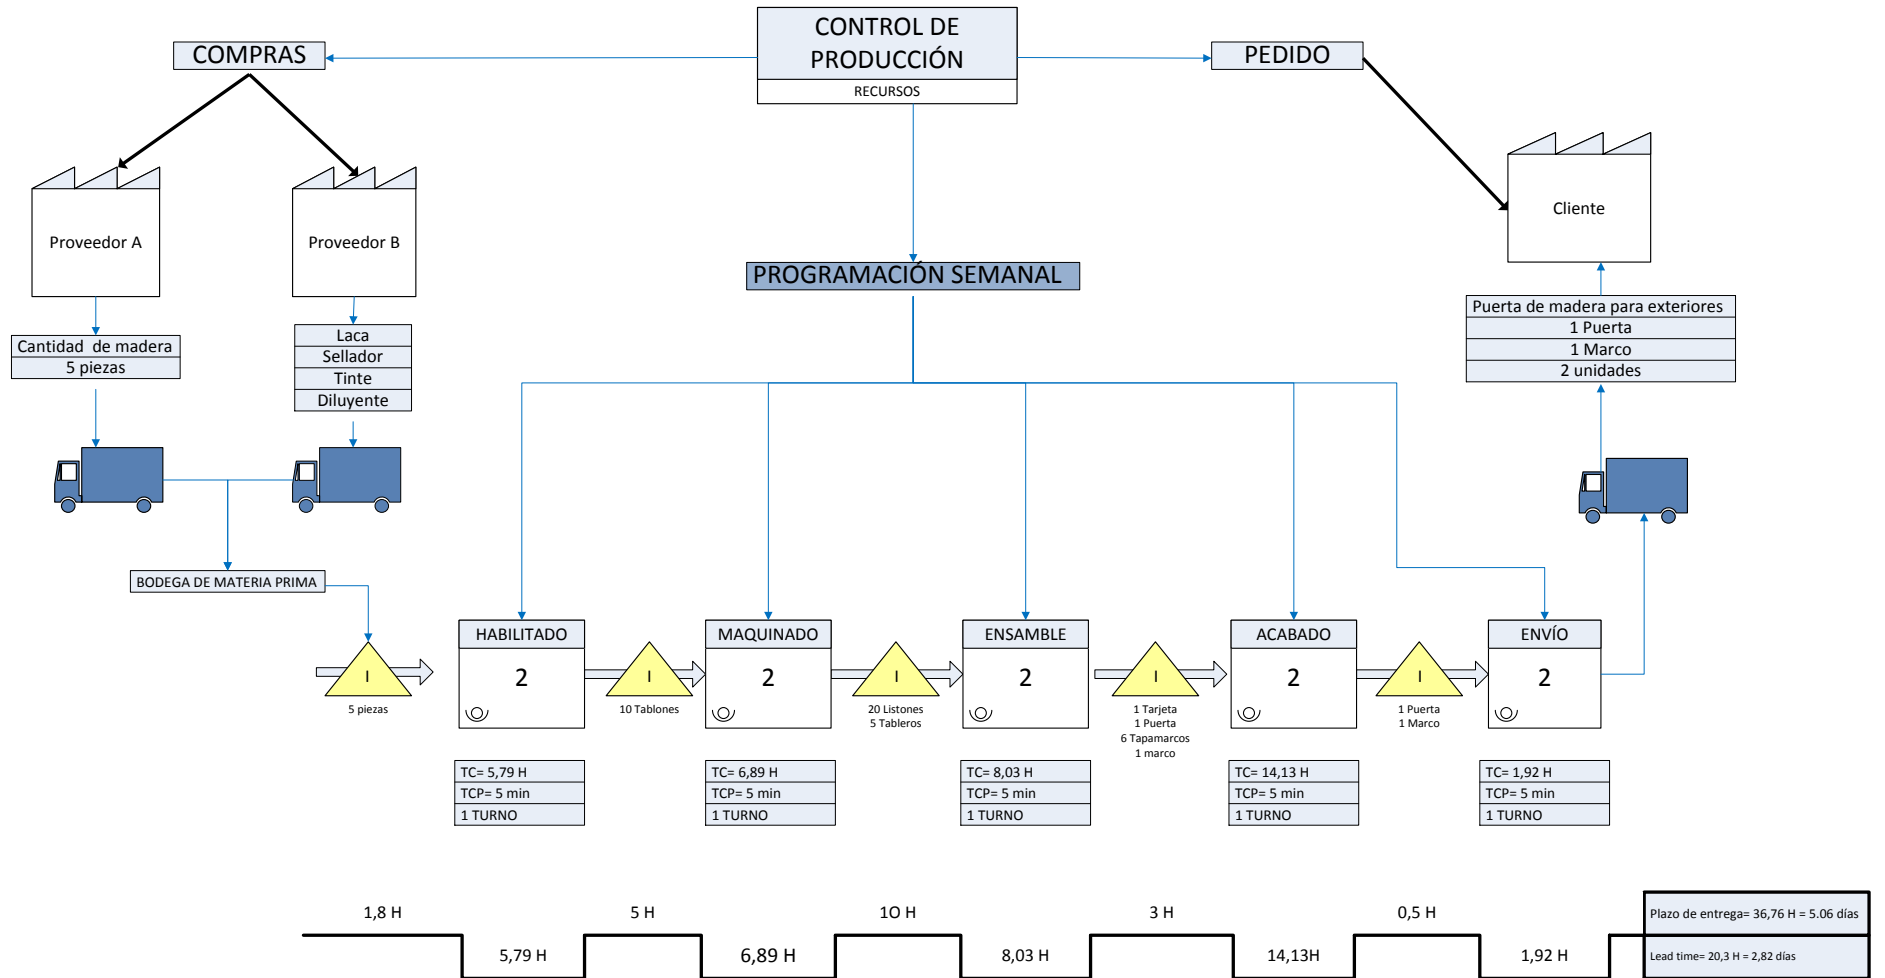 CONTROL DE
PRODUCCIÓN
RECURSOS
COMPRAS
PEDIDO
Proveedor A
Proveedor B
Cliente
PROGRAMACIÓN SEMANAL
Cantidad de madera
5 piezas
Laca
Sellador
Tinte
Diluyente
Puerta de madera para exteriores
1 Puerta
1 Marco
2 unidades
BODEGA DE MATERIA PRIMA
I
5 piezas
HABILITADO
2
I
10 Tablones
MAQUINADO
2
I
20 Listones
5 Tableros
ENSAMBLE
2
I
1 Tarjeta
1 Puerta
6 Tapamarcos
1 marco
ACABADO
2
I
1 Puerta
1 Marco
ENVÍO
2
TC= 5,79 H
TCP= 5 min
1 TURNO
TC= 6,89 H
TCP= 5 min
1 TURNO
TC= 8,03 H
TCP= 5 min
1 TURNO
TC= 14,13 H
TCP= 5 min
1 TURNO
TC= 1,92 H
TCP= 5 min
1 TURNO
1,8 H
5 H
1O H
3 H
0,5 H
Plazo de entrega= 36,76 H = 5.06 días
5,79 H
6,89 H
8,03 H
14,13H
1,92 H
Lead time= 20,3 H = 2,82 días